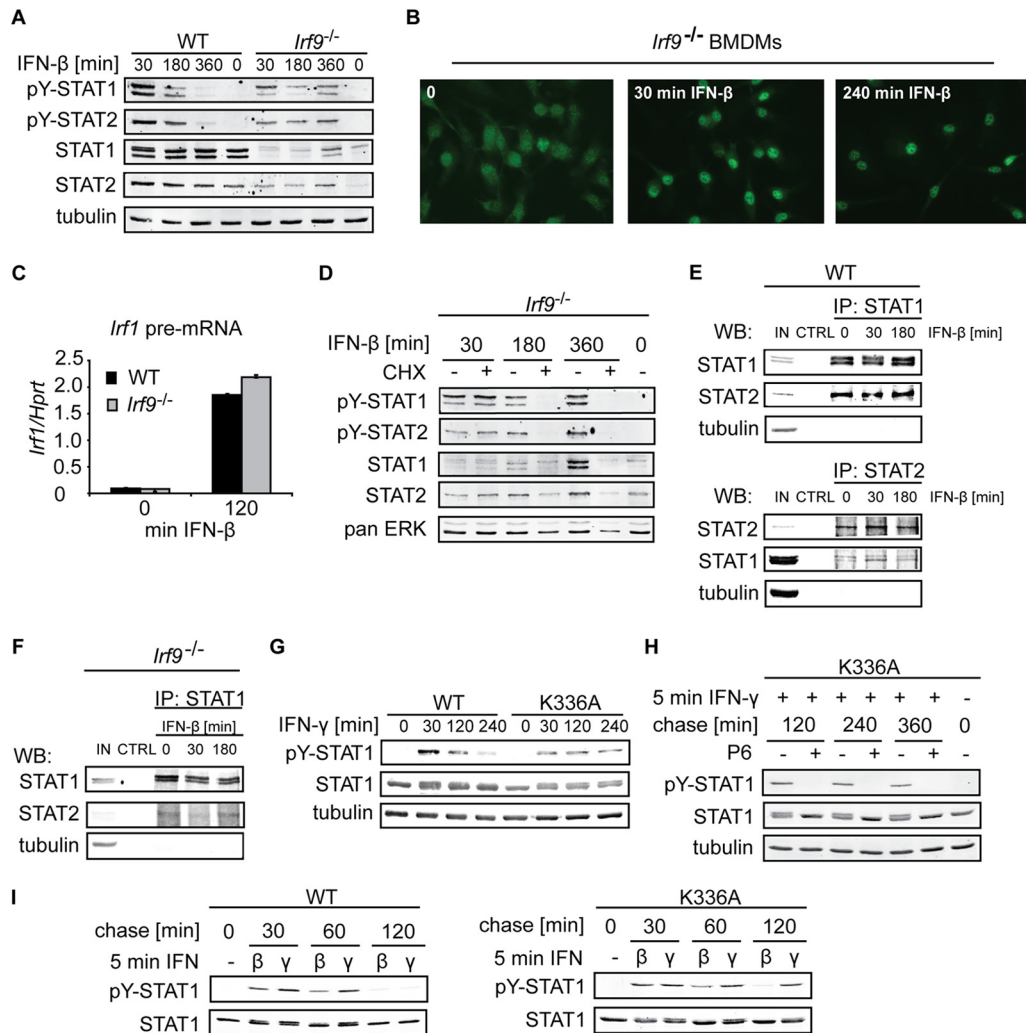 A
WT Irf9-/-
IFN-β [min] 30 180 360 0 30 180 360 0
pY-STAT1
pY-STAT2
STAT1
STAT2
tubulin
B
Irf9-/- BMDMs
0 30 min IFN-β 240 min IFN-β
C
Irf1 pre-mRNA
WT
Irf9-/-
Irf1/Hprt
2.5
2.0
1.5
1.0
0.5
0
0 120
min IFN-β
D
Irf9-/-
IFN-β [min] 30 180 360 0
CHX - + - + - + -
pY-STAT1
pY-STAT2
STAT1
STAT2
pan ERK
E
WT
IP: STAT1
WB: IN CTRL 0 30 180 IFN-β [min]
STAT1
STAT2
tubulin
IP: STAT2
WB: IN CTRL 0 30 180 IFN-β [min]
STAT2
STAT1
tubulin
F
Irf9-/-
IP: STAT1
IFN-β [min]
WB: IN CTRL 0 30 180
STAT1
STAT2
tubulin
G
WT K336A
IFN-γ [min] 0 30 120 240 0 30 120 240
pY-STAT1
STAT1
tubulin
H
K336A
5 min IFN-γ + + + + + + -
chase [min] 120 240 360 0
P6 - + - + - + -
pY-STAT1
STAT1
tubulin
I
WT
chase [min] 0 30 60 120
5 min IFN - β γ β γ β γ
pY-STAT1
STAT1
K336A
chase [min] 0 30 60 120
5 min IFN - β γ β γ β γ
pY-STAT1
STAT1